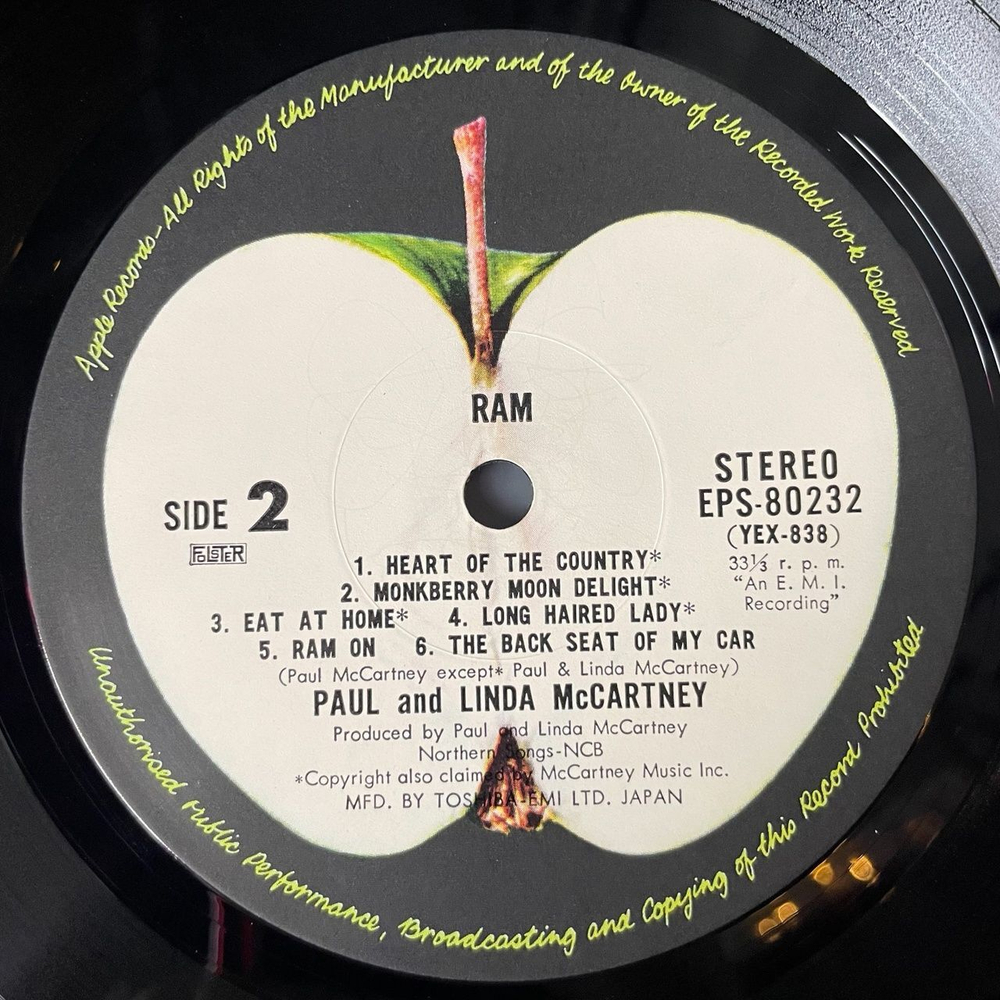 Apple Records-All Rights of the Manufacturer and of the Owner of the Recorded Work Reserved
RAM
SIDE 2
FOLSTER
STEREO
EPS-80232
(YEX-838)
33⅓ r. p. m.
“An E. M. I.
Recording”
1. HEART OF THE COUNTRY*
2. MONKBERRY MOON DELIGHT*
3. EAT AT HOME* 4. LONG HAIRED LADY*
5. RAM ON 6. THE BACK SEAT OF MY CAR
(Paul McCartney except* Paul & Linda McCartney)
PAUL and LINDA McCARTNEY
Produced by Paul and Linda McCartney
Northern Songs-NCB
*Copyright also claimed by McCartney Music Inc.
MFD. BY TOSHIBA-EMI LTD. JAPAN
Unauthorised Public Performance, Broadcasting and Copying of this Record Prohibited